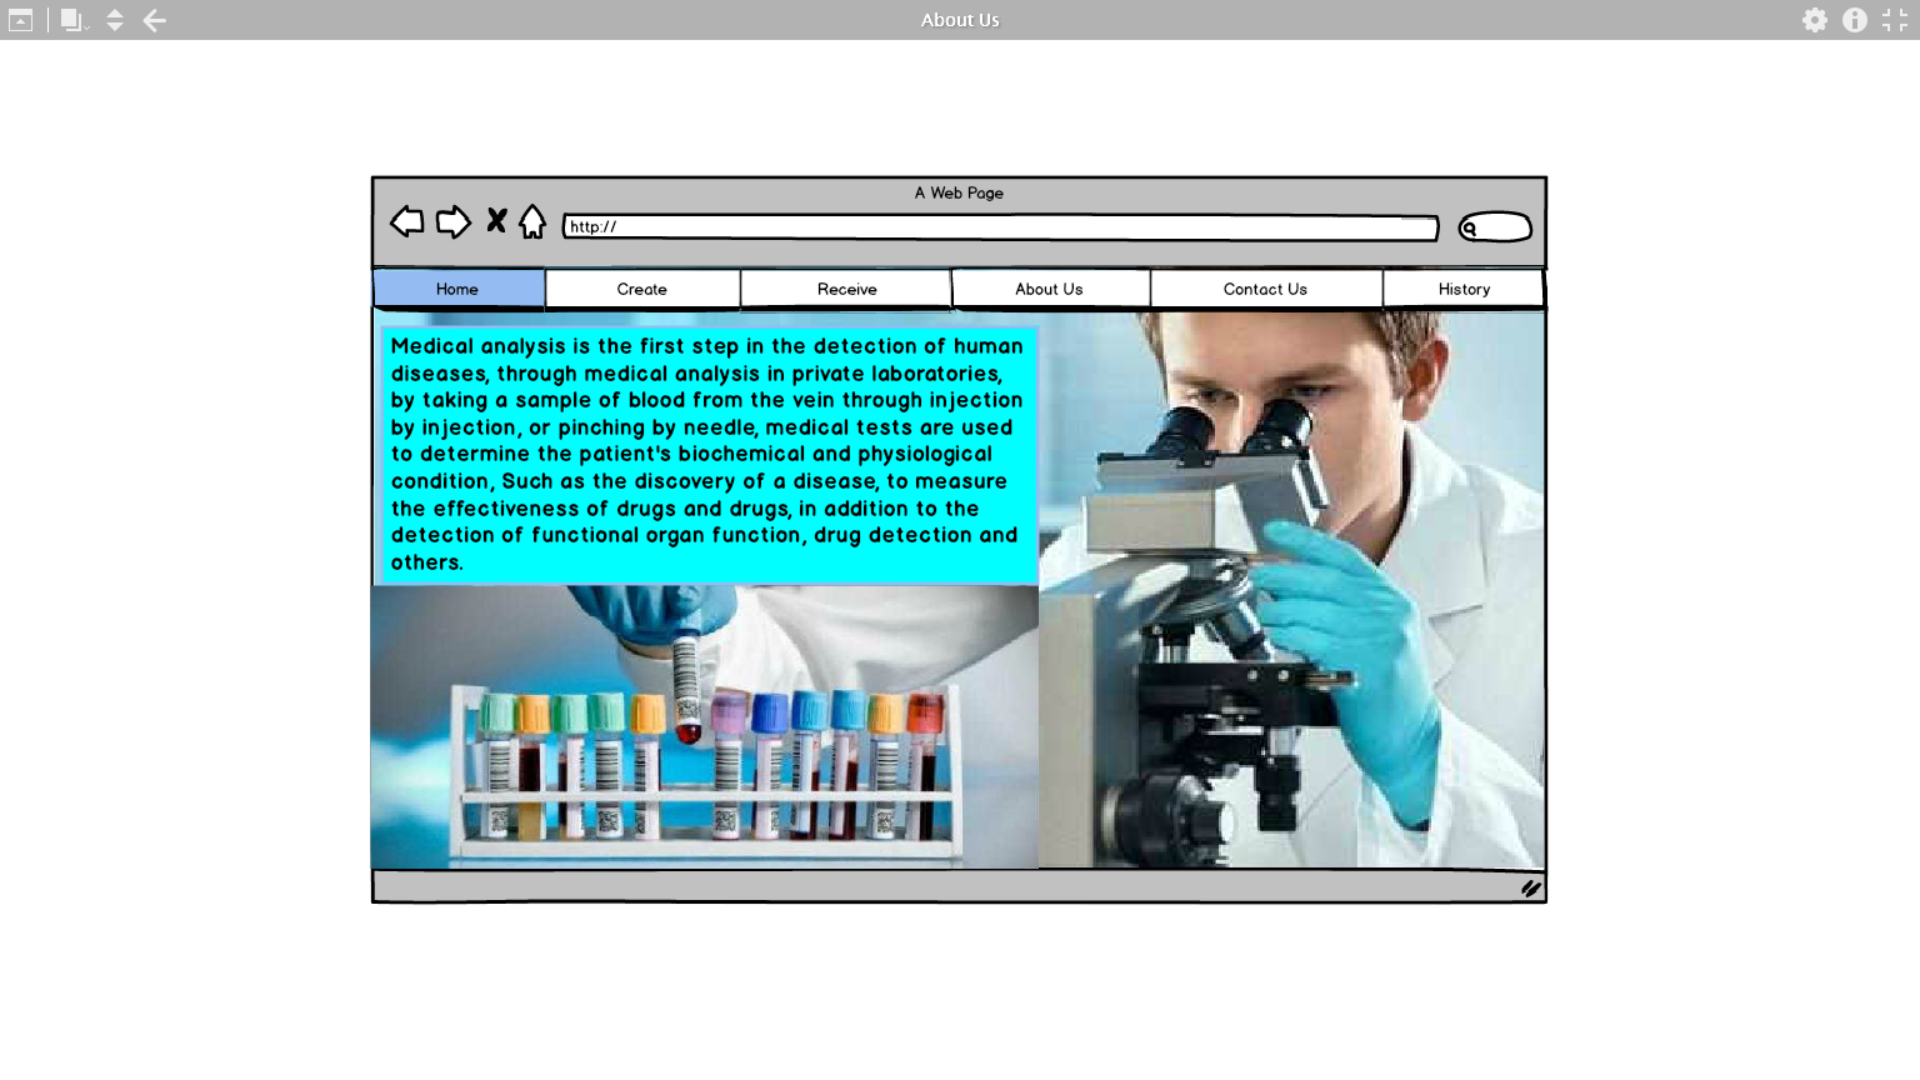 About Us
A Web Page
http://
Home Create Receive About Us Contact Us History
Medical analysis is the first step in the detection of human
diseases, through medical analysis in private laboratories,
by taking a sample of blood from the vein through injection
by injection, or pinching by needle, medical tests are used
to determine the patient's biochemical and physiological
condition, Such as the discovery of a disease, to measure
the effectiveness of drugs and drugs, in addition to the
detection of functional organ function, drug detection and
others.